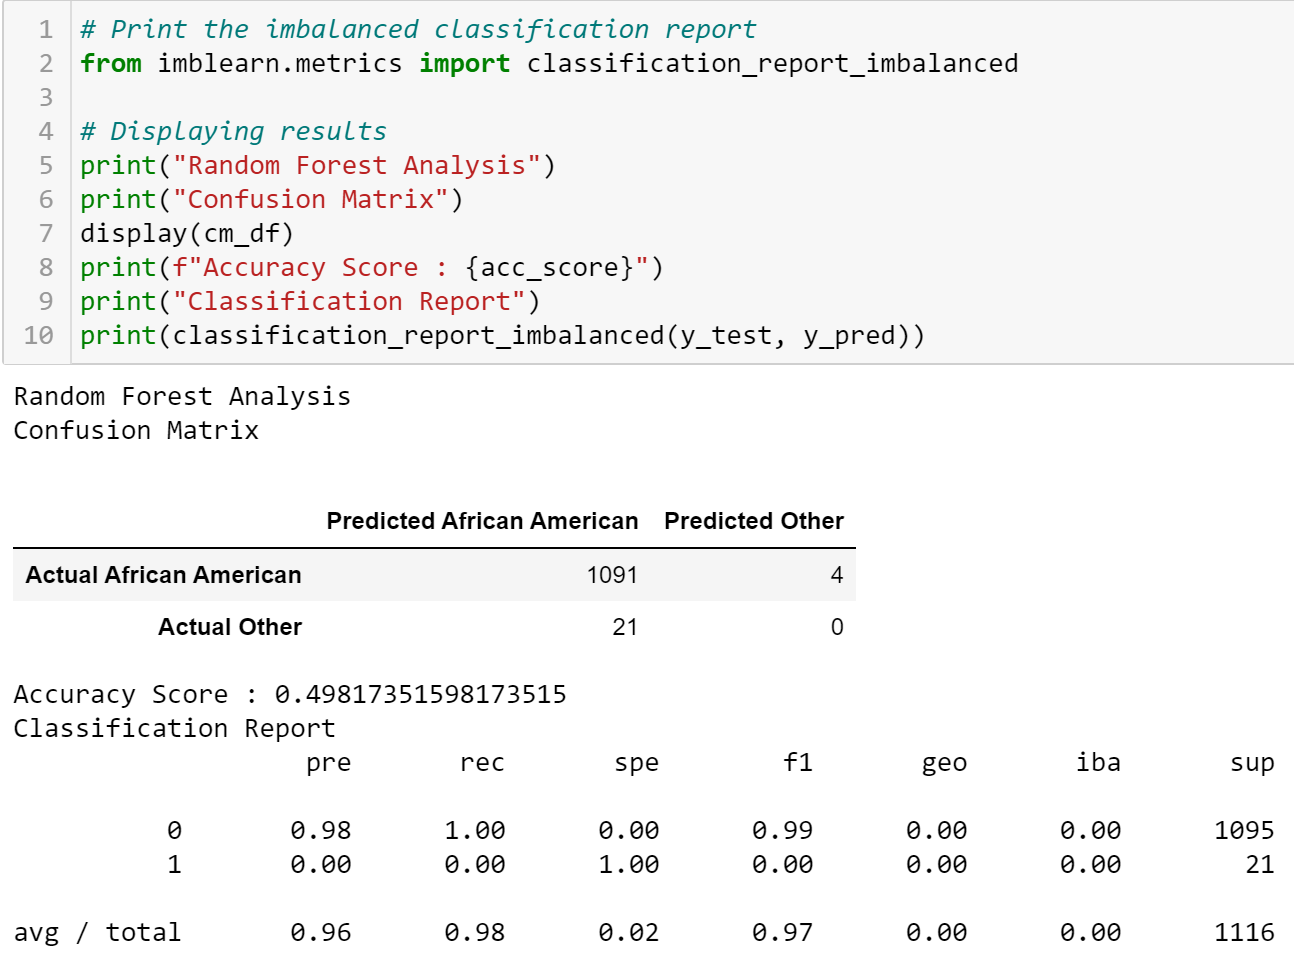 1 # Print the imbalanced classification report
2 from imblearn.metrics import classification_report_imbalanced
3
4 # Displaying results
5 print("Random Forest Analysis")
6 print("Confusion Matrix")
7 display(cm_df)
8 print(f"Accuracy Score : {acc_score}")
9 print("Classification Report")
10 print(classification_report_imbalanced(y_test, y_pred))
Random Forest Analysis
Confusion Matrix
Predicted African American Predicted Other
Actual African American 1091 4
Actual Other 21 0
Accuracy Score : 0.49817351598173515
Classification Report
pre rec spe f1 geo iba sup
0 0.98 1.00 0.00 0.99 0.00 0.00 1095
1 0.00 0.00 1.00 0.00 0.00 0.00 21
avg / total 0.96 0.98 0.02 0.97 0.00 0.00 1116